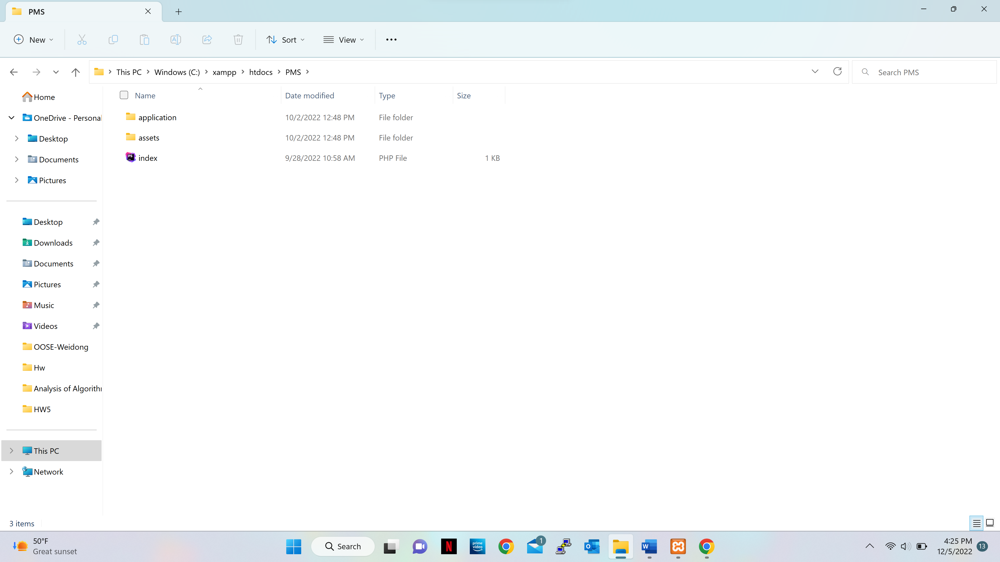 PMS
New
Sort
View
This PC > Windows (C:) > xampp > htdocs > PMS >
Search PMS
Name Date modified Type Size
application 10/2/2022 12:48 PM File folder
assets 10/2/2022 12:48 PM File folder
index 9/28/2022 10:58 AM PHP File 1 KB
Home
OneDrive - Personal
Desktop
Documents
Pictures
Desktop
Downloads
Documents
Pictures
Music
Videos
OOSE-Weidong
Hw
Analysis of Algorith
HW5
This PC
Network
3 items
50°F
Great sunset
Search
prime
video
1
4:25 PM
12/5/2022
13